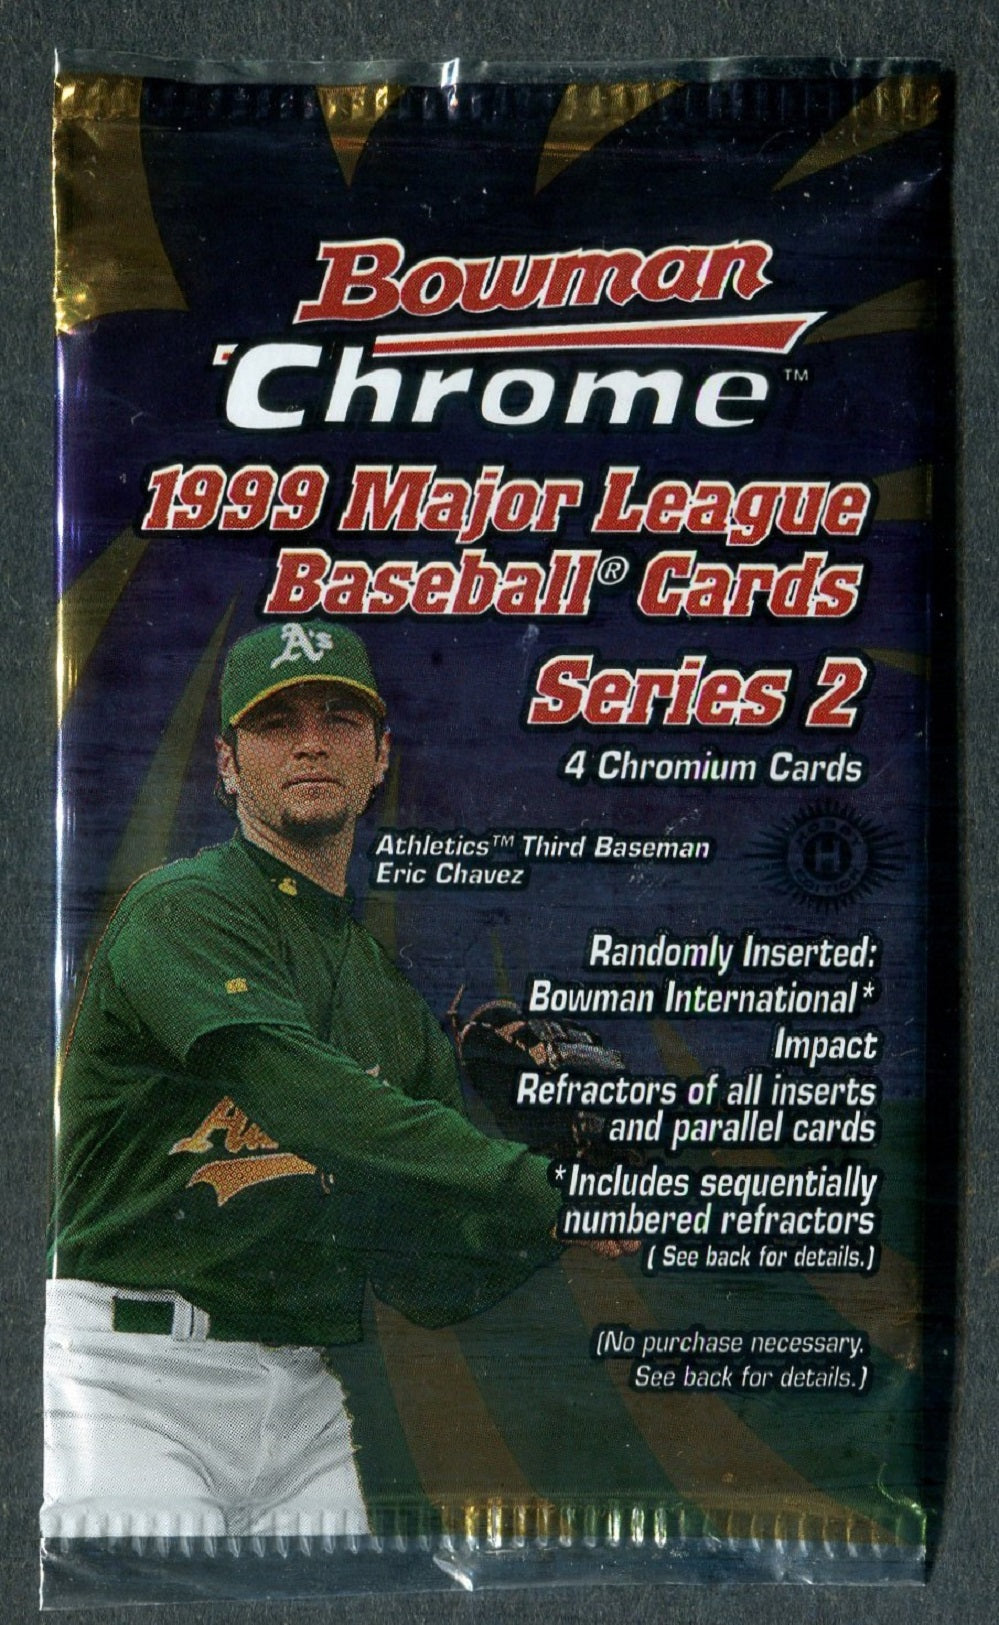 Bowman
Chrome™
1999 Major League
Baseball® Cards
A's
Series 2
4 Chromium Cards
Athletics™ Third Baseman
Eric Chavez
HOBBY
H
EDITION
Randomly Inserted:
Bowman International*
Impact
Refractors of all inserts
and parallel cards
*Includes sequentially
numbered refractors
( See back for details.)
(No purchase necessary.
See back for details.)